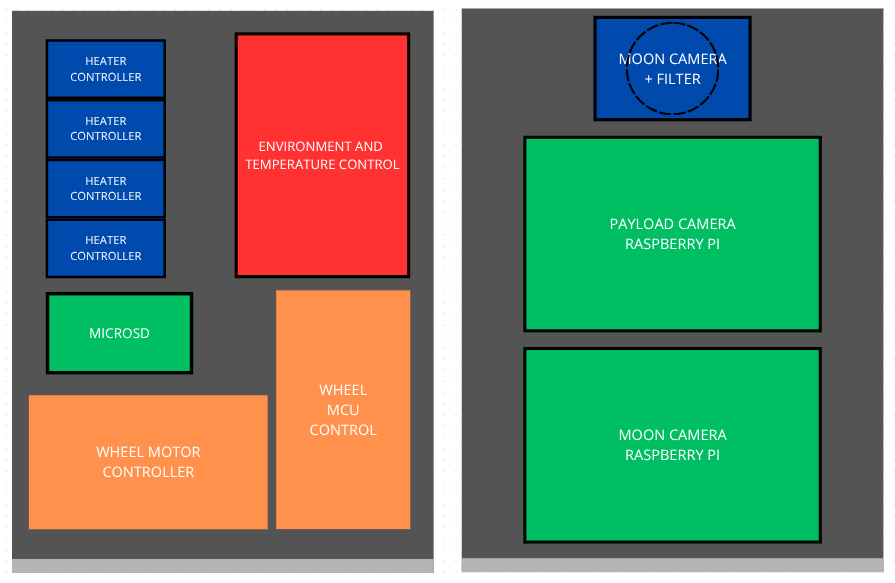 HEATER
CONTROLLER
HEATER
CONTROLLER
HEATER
CONTROLLER
HEATER
CONTROLLER
ENVIRONMENT AND
TEMPERATURE CONTROL
MICROSD
WHEEL
MCU
CONTROL
WHEEL MOTOR
CONTROLLER
MOON CAMERA
+ FILTER
PAYLOAD CAMERA
RASPBERRY PI
MOON CAMERA
RASPBERRY PI